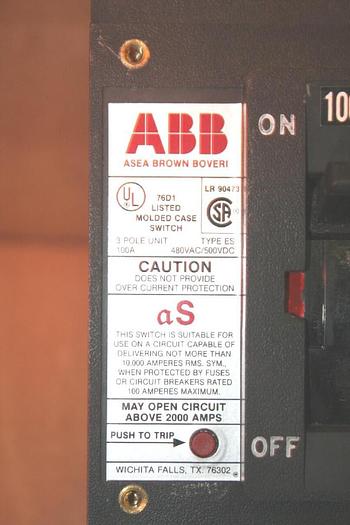 ABB
ASEA BROWN BOVERI
ON
UL
76D1
LISTED
MOLDED CASE
SWITCH
LR 90473
SA
3 POLE UNIT TYPE ES
100A 480VAC/500VDC
CAUTION
DOES NOT PROVIDE
OVER CURRENT PROTECTION
aS
THIS SWITCH IS SUITABLE FOR
USE ON A CIRCUIT CAPABLE OF
DELIVERING NOT MORE THAN
10,000 AMPERES RMS. SYM.,
WHEN PROTECTED BY FUSES
OR CIRCUIT BREAKERS RATED
100 AMPERES MAXIMUM.
MAY OPEN CIRCUIT
ABOVE 2000 AMPS
PUSH TO TRIP
OFF
WICHITA FALLS, TX. 76302